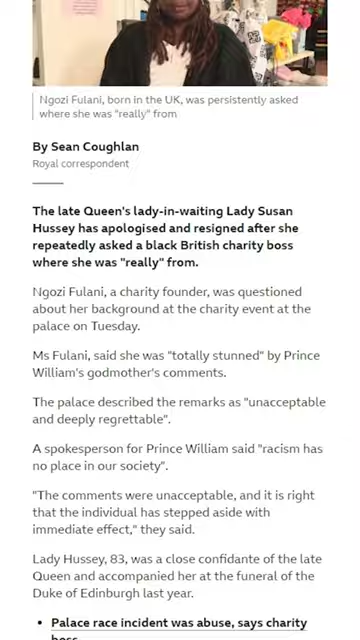 Ngozi Fulani, born in the UK, was persistently asked
where she was "really" from
By Sean Coughlan
Royal correspondent
The late Queen's lady-in-waiting Lady Susan
Hussey has apologised and resigned after she
repeatedly asked a black British charity boss
where she was "really" from.
Ngozi Fulani, a charity founder, was questioned
about her background at the charity event at the
palace on Tuesday.
Ms Fulani, said she was "totally stunned" by Prince
William's godmother's comments.
The palace described the remarks as "unacceptable
and deeply regrettable".
A spokesperson for Prince William said "racism has
no place in our society".
"The comments were unacceptable, and it is right
that the individual has stepped aside with
immediate effect," they said.
Lady Hussey, 83, was a close confidante of the late
Queen and accompanied her at the funeral of the
Duke of Edinburgh last year.
• Palace race incident was abuse, says charity
boss